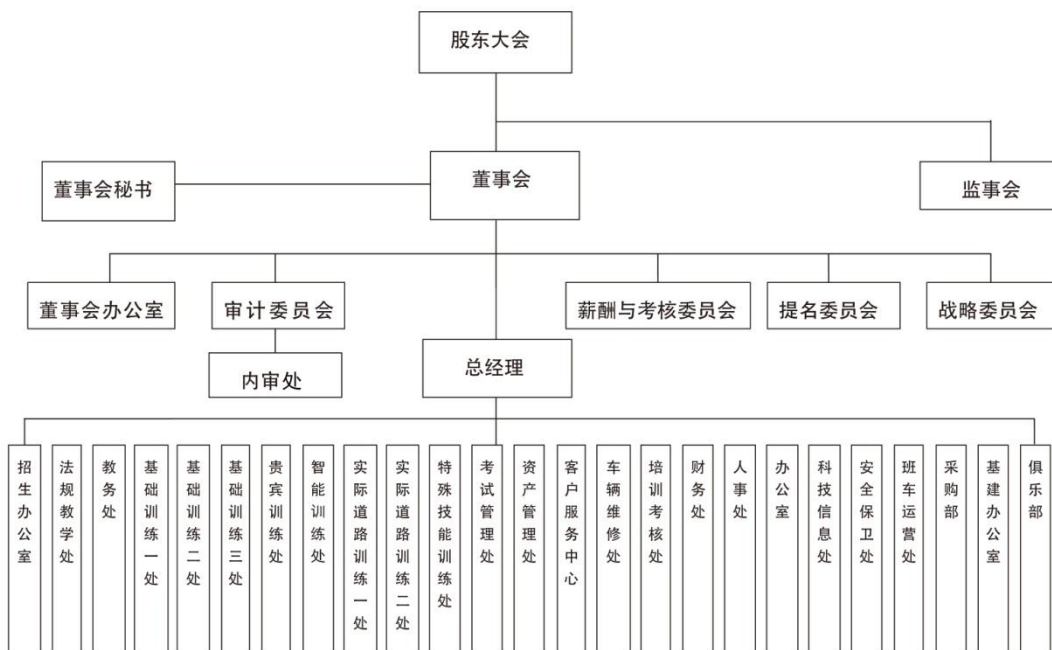 股东大会
董事会秘书
董事会
监事会
董事会办公室
审计委员会
薪酬与考核委员会
提名委员会
战略委员会
内审处
总经理
招生办公室
法规教学处
教务处
基础训练一处
基础训练二处
基础训练三处
贵宾训练处
智能训练处
实际道路训练一处
实际道路训练二处
特殊技能训练处
考试管理处
资产管理处
客户服务中心
车辆维修处
培训考核处
财务处
人事处
办公室
科技信息处
安全保卫处
班车运营处
采购部
基建办公室
俱乐部